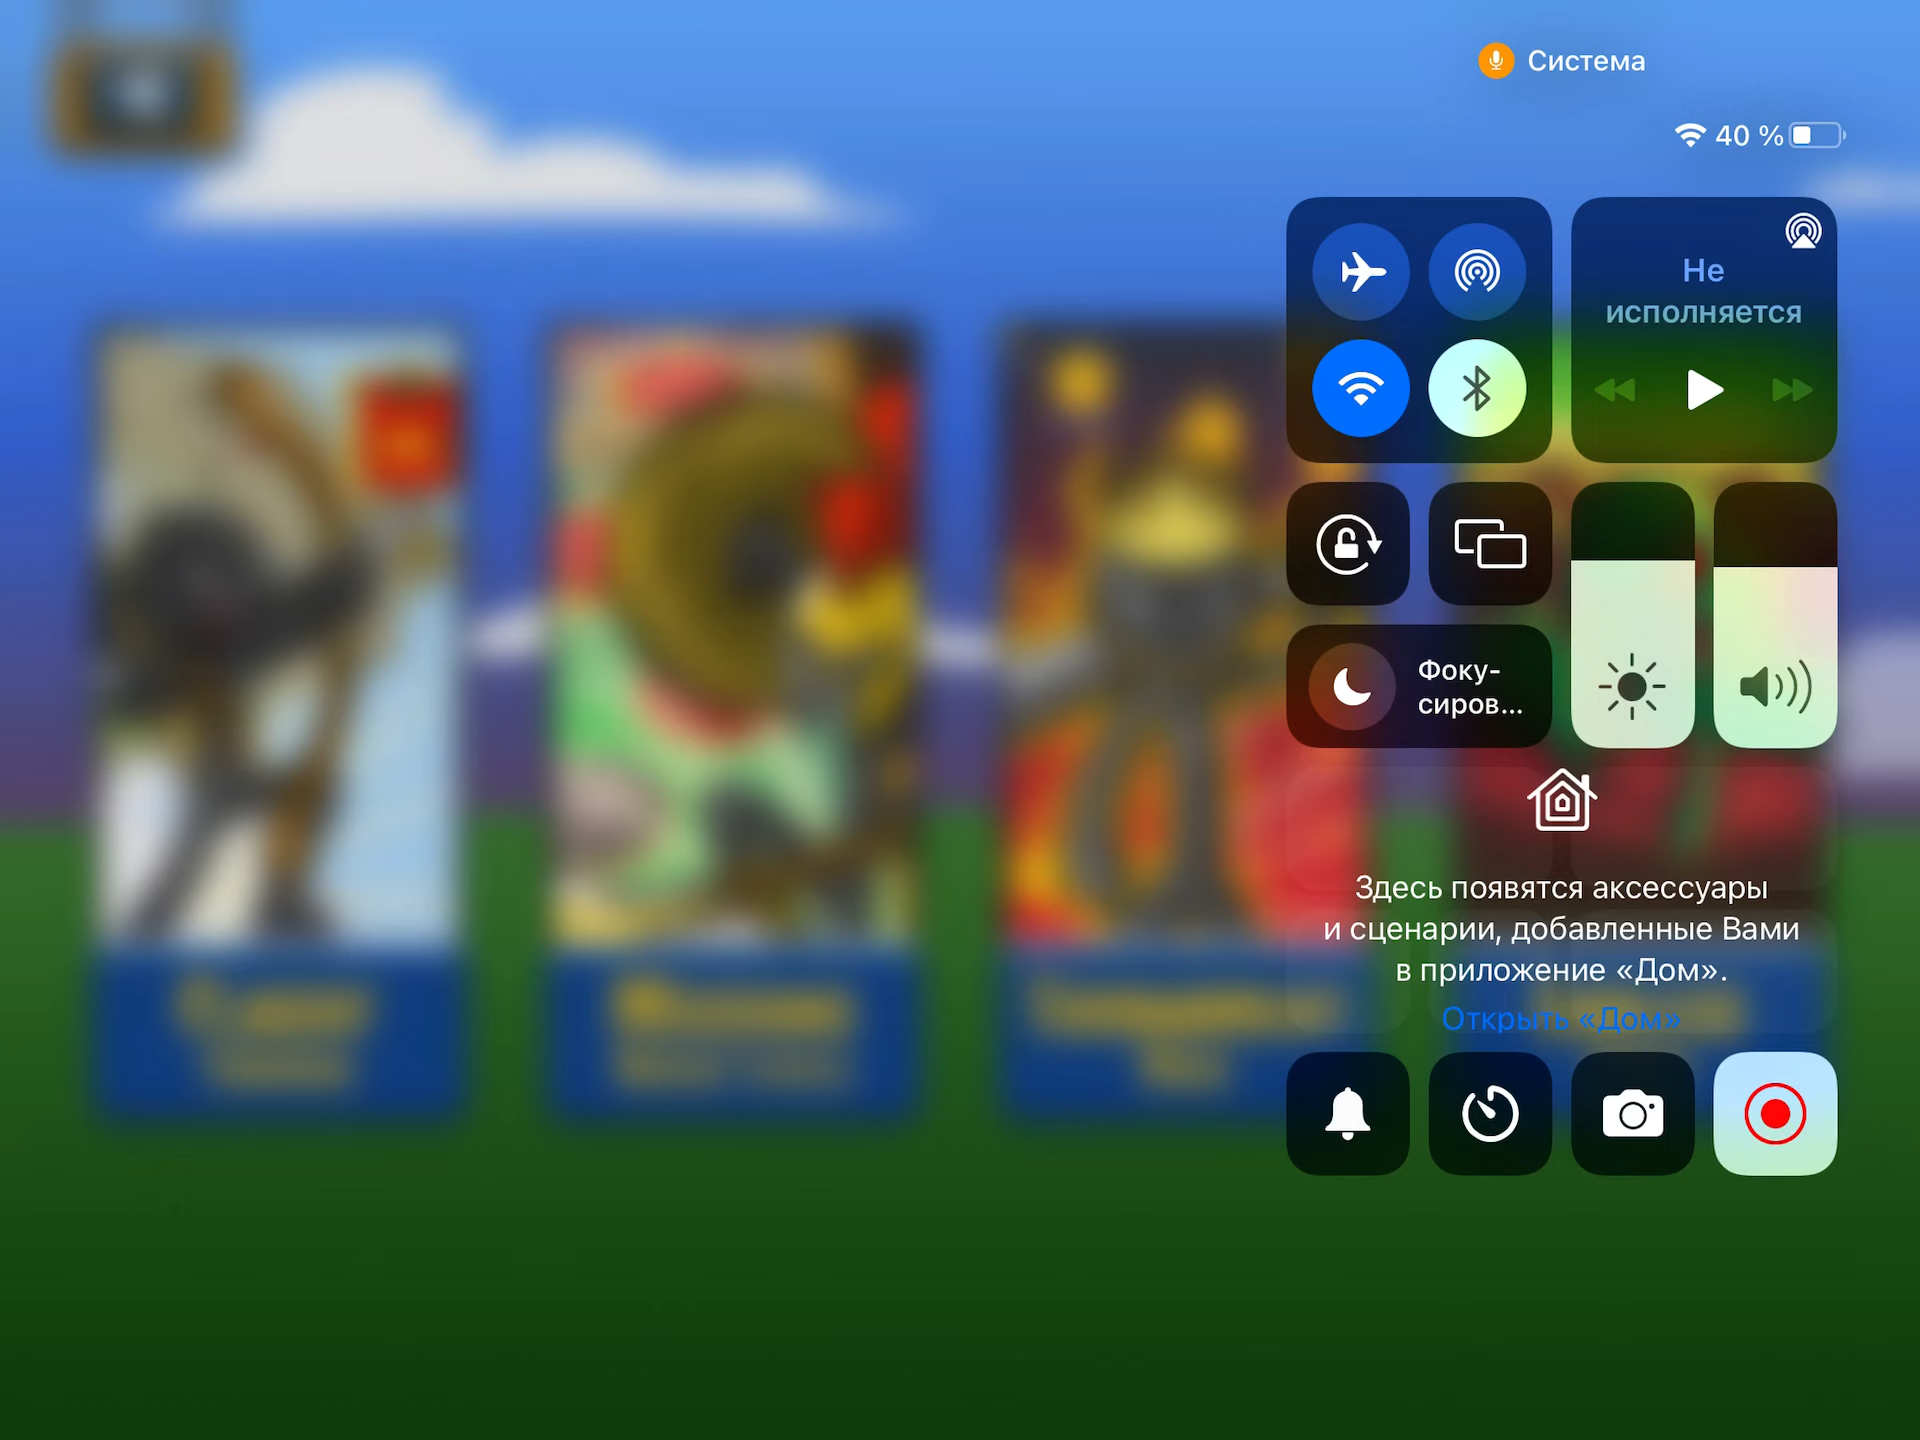 Система
40 %
Не
исполняется
Фоку-
сиров...
Здесь появятся аксессуары
и сценарии, добавленные Вами
в приложение «Дом».
Открыть «Дом»